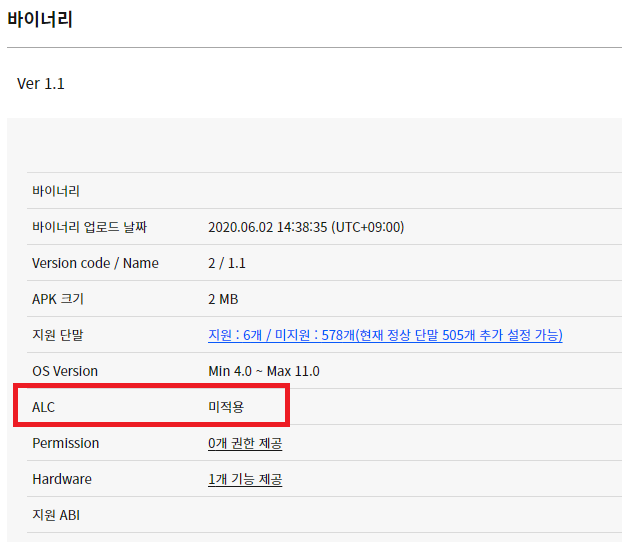 바이너리
Ver 1.1
바이너리
바이너리 업로드 날짜 2020.06.02 14:38:35 (UTC+09:00)
Version code / Name 2 / 1.1
APK 크기 2 MB
지원 단말 지원 : 6개 / 미지원 : 578개(현재 정상 단말 505개 추가 설정 가능)
OS Version Min 4.0 ~ Max 11.0
ALC 미적용
Permission 0개 권한 제공
Hardware 1개 기능 제공
지원 ABI